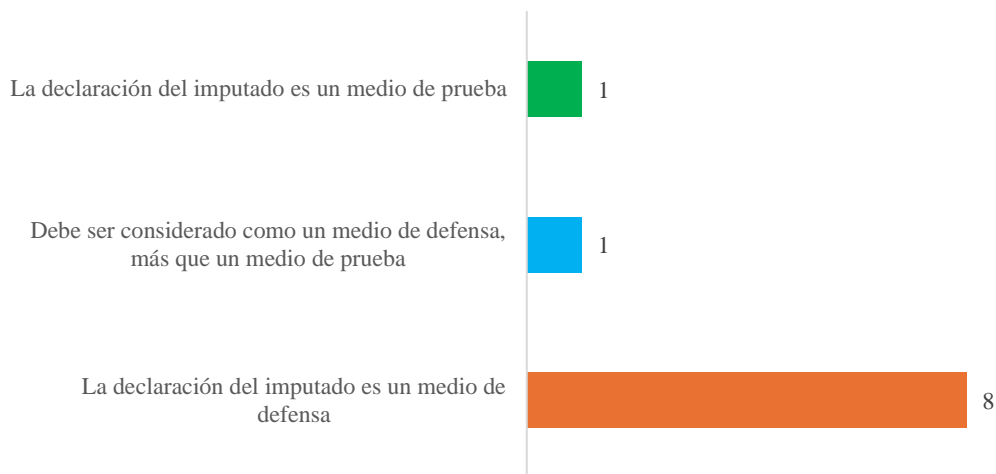 La declaración del imputado es un medio de prueba
1
Debe ser considerado como un medio de defensa,
más que un medio de prueba
1
La declaración del imputado es un medio de
defensa
8